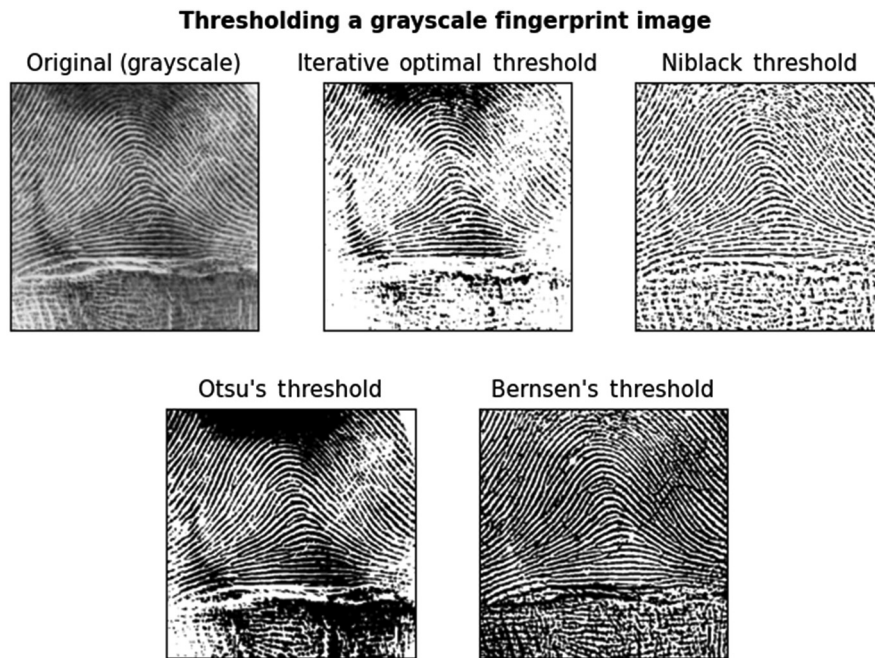 Thresholding a grayscale fingerprint image
Original (grayscale)
Iterative optimal threshold
Niblack threshold
Otsu's threshold
Bernsen's threshold